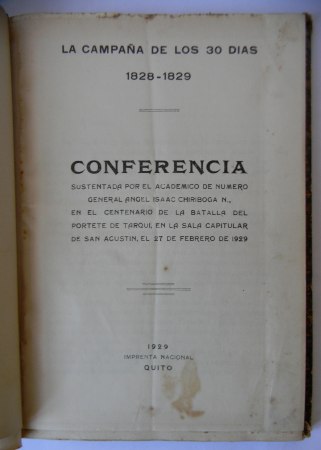 LA CAMPAÑA DE LOS 30 DIAS
1828-1829
CONFERENCIA
SUSTENTADA POR EL ACADEMICO DE NUMERO
GENERAL ANGEL ISAAC CHIRIBOGA N.,
EN EL CENTENARIO DE LA BATALLA DEL
PORTETE DE TARQUI, EN LA SALA CAPITULAR
DE SAN AGUSTIN, EL 27 DE FEBRERO DE 1929
1929
IMPRENTA NACIONAL
QUITO